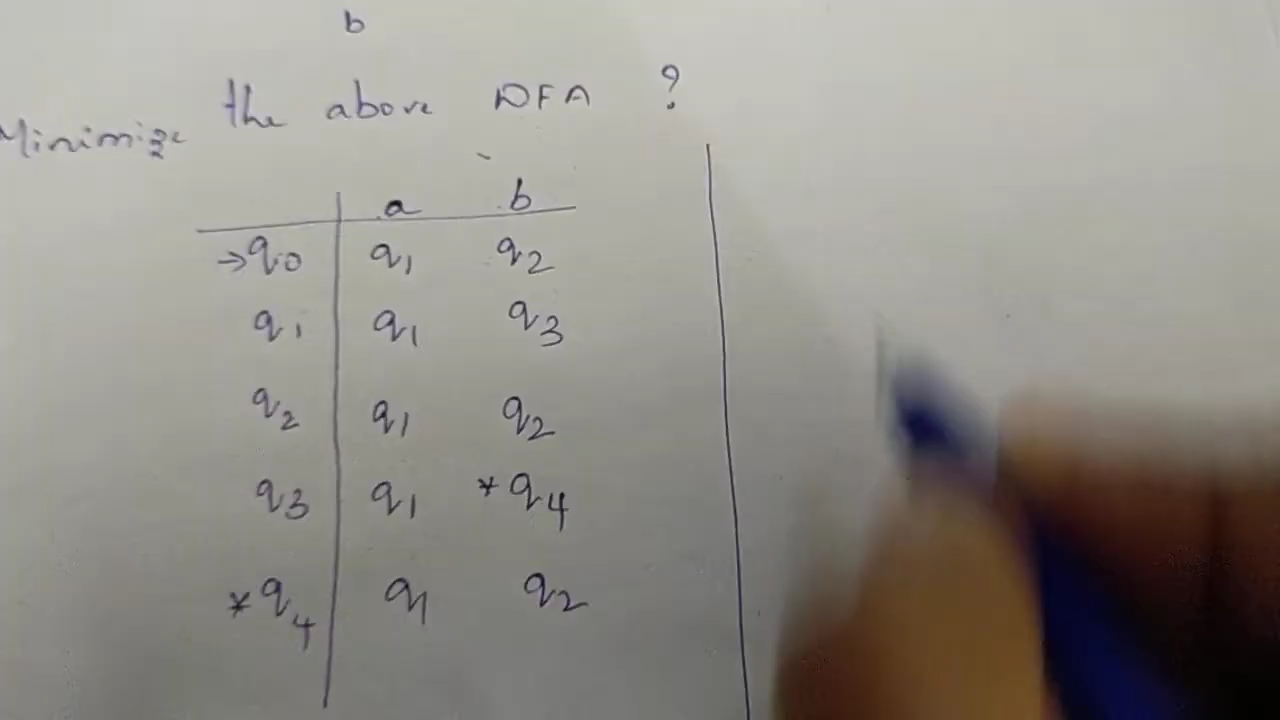 b
Minimize the above DFA ?
a b
→q0 q1 q2
q1 q1 q3
q2 q1 q2
q3 q1 *q4
*q4 q1 q2